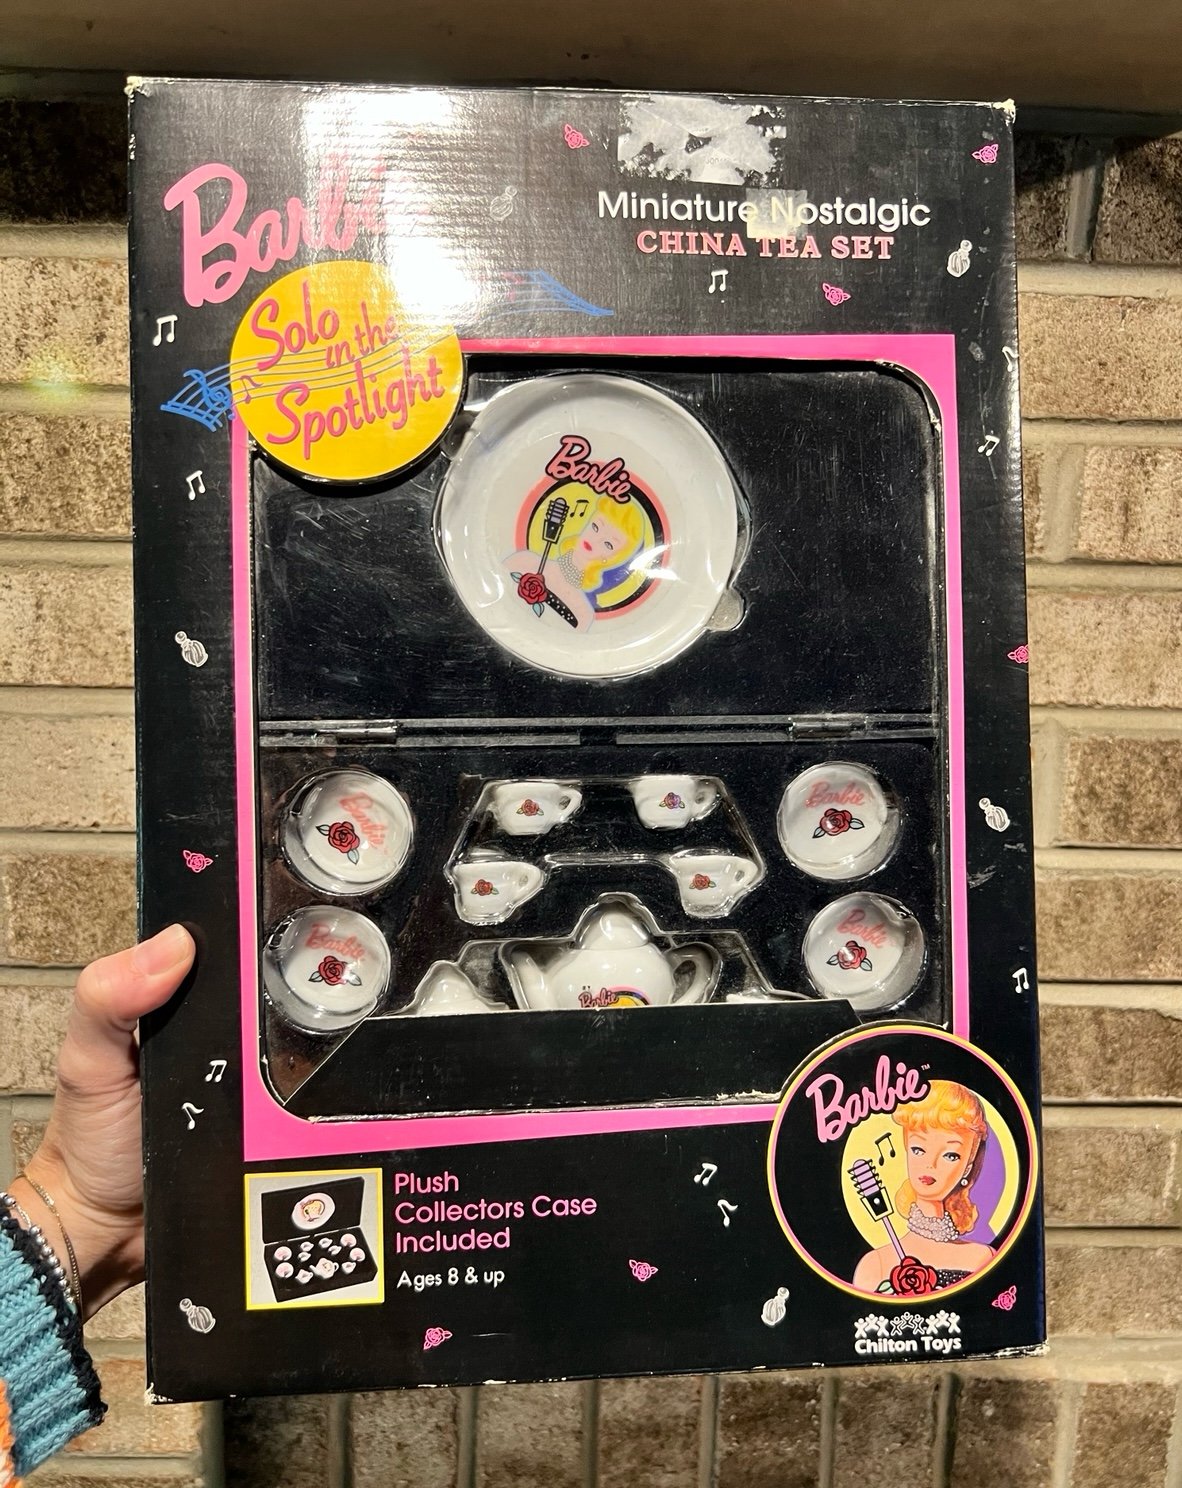 Barbie
Miniature Nostalgic
CHINA TEA SET
Solo
in the
Spotlight
Barbie
Barbie
Barbie
Barbie
Barbie
Barbie
Barbie™
Plush
Collectors Case
Included
Ages 8 & up
Chilton Toys